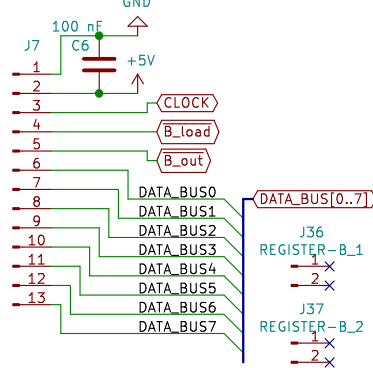 GND
100 nF
J7
C6
+5V
1
2
3
4
5
6
7
8
9
10
11
12
13
CLOCK
B_load
B_out
DATA_BUS0
DATA_BUS1
DATA_BUS2
DATA_BUS3
DATA_BUS4
DATA_BUS5
DATA_BUS6
DATA_BUS7
DATA_BUS[0..7]
J36
REGISTER-B_1
1
2
J37
REGISTER-B_2
1
2